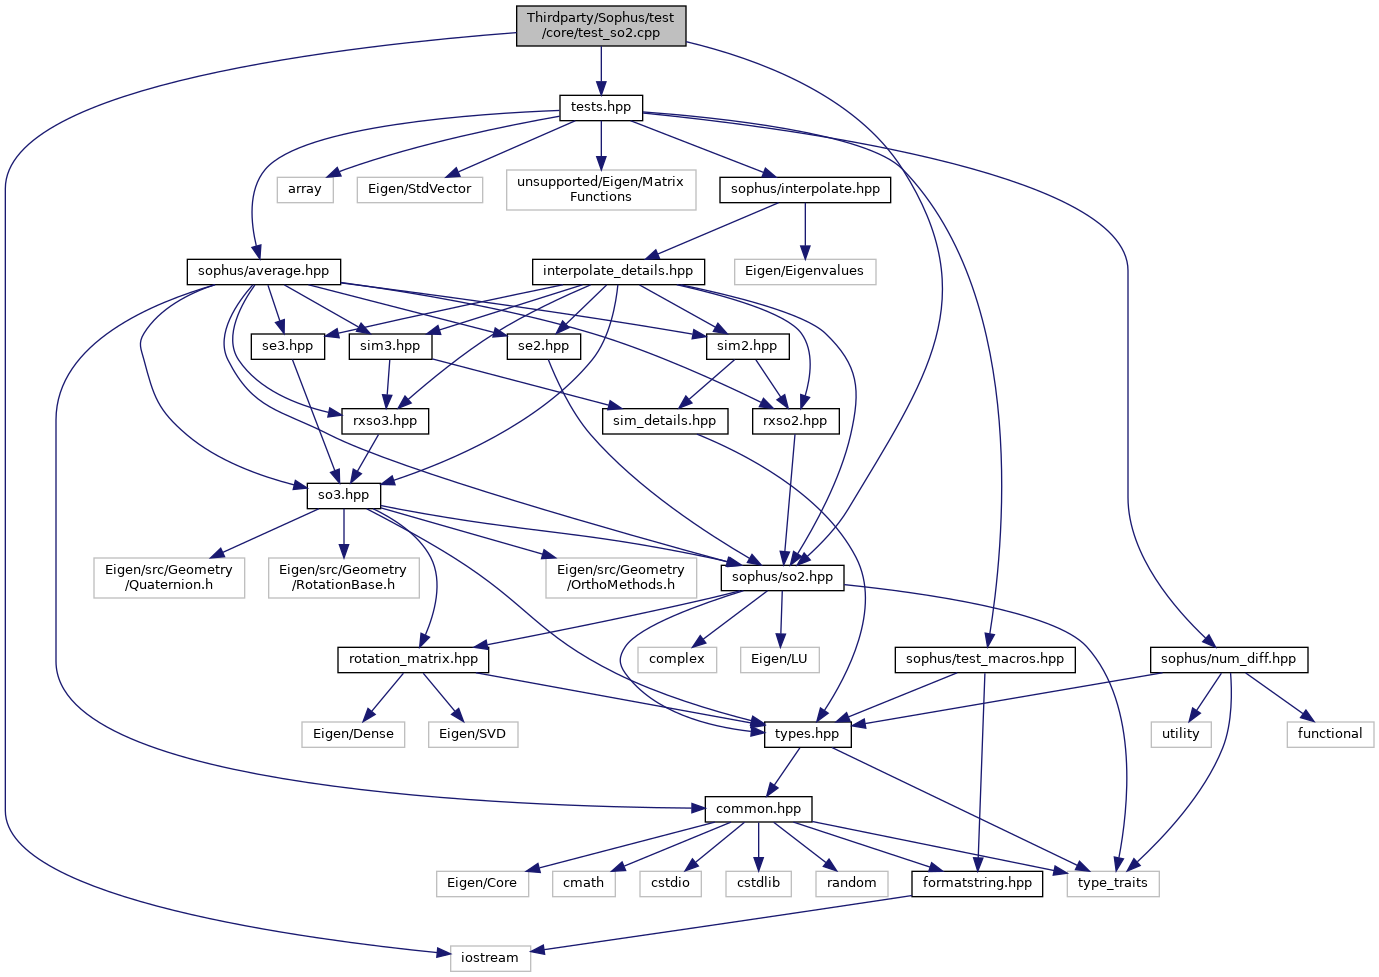 Thirdparty/Sophus/test
/core/test_so2.cpp
tests.hpp
array
Eigen/StdVector
unsupported/Eigen/Matrix
Functions
sophus/interpolate.hpp
sophus/average.hpp
interpolate_details.hpp
Eigen/Eigenvalues
se3.hpp
sim3.hpp
se2.hpp
sim2.hpp
rxso3.hpp
sim_details.hpp
rxso2.hpp
so3.hpp
Eigen/src/Geometry
/Quaternion.h
Eigen/src/Geometry
/RotationBase.h
Eigen/src/Geometry
/OrthoMethods.h
sophus/so2.hpp
rotation_matrix.hpp
complex
Eigen/LU
sophus/test_macros.hpp
sophus/num_diff.hpp
Eigen/Dense
Eigen/SVD
types.hpp
utility
functional
common.hpp
Eigen/Core
cmath
cstdio
cstdlib
random
formatstring.hpp
type_traits
iostream